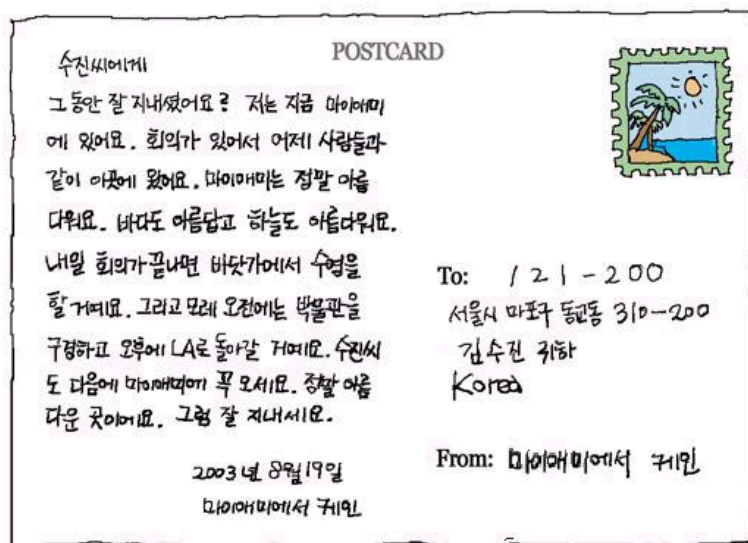 POSTCARD
수진씨에게
그동안 잘 지내셨어요? 저는 지금 마이애미
에 있어요. 회의가 있어서 어제 사람들과
같이 이곳에 왔어요. 마이애미는 정말 아름
다워요. 바다도 아름답고 하늘도 아름다워요.
내일 회의가 끝나면 바닷가에서 수영을
할 거예요. 그리고 모레 오전에는 박물관을
구경하고 오후에 LA로 돌아갈 거예요. 수진씨
도 다음에 마이애미에 꼭 오세요. 정말 아름
다운 곳이에요. 그럼 잘 지내세요.
2003년 8월 19일
마이애미에서 케인
To: 121-200
서울시 마포구 동교동 310-200
김수진 귀하
Korea
From: 마이애미에서 케인